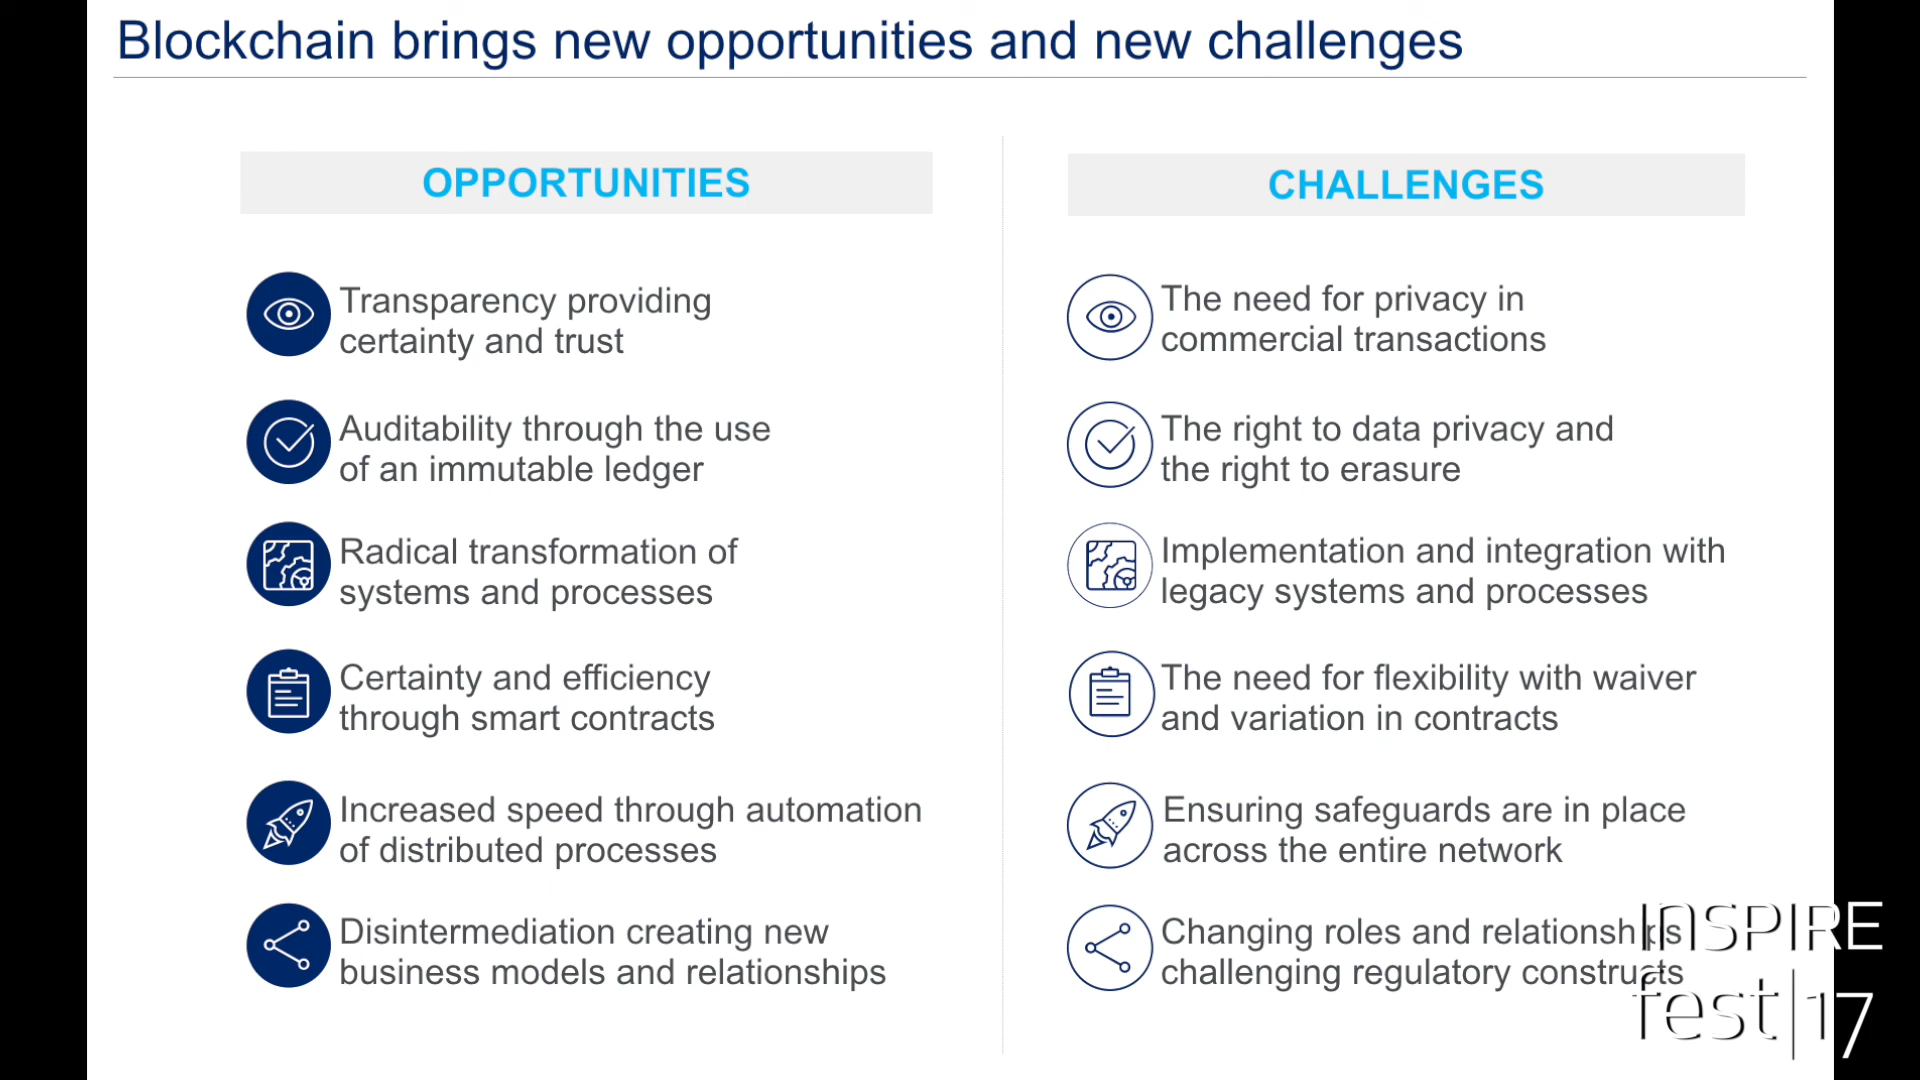 Blockchain brings new opportunities and new challenges
OPPORTUNITIES
Transparency providing
certainty and trust
Auditability through the use
of an immutable ledger
Radical transformation of
systems and processes
Certainty and efficiency
through smart contracts
Increased speed through automation
of distributed processes
Disintermediation creating new
business models and relationships
CHALLENGES
The need for privacy in
commercial transactions
The right to data privacy and
the right to erasure
Implementation and integration with
legacy systems and processes
The need for flexibility with waiver
and variation in contracts
Ensuring safeguards are in place
across the entire network
Changing roles and relationships
challenging regulatory constructs
INSPIRE
fest|17